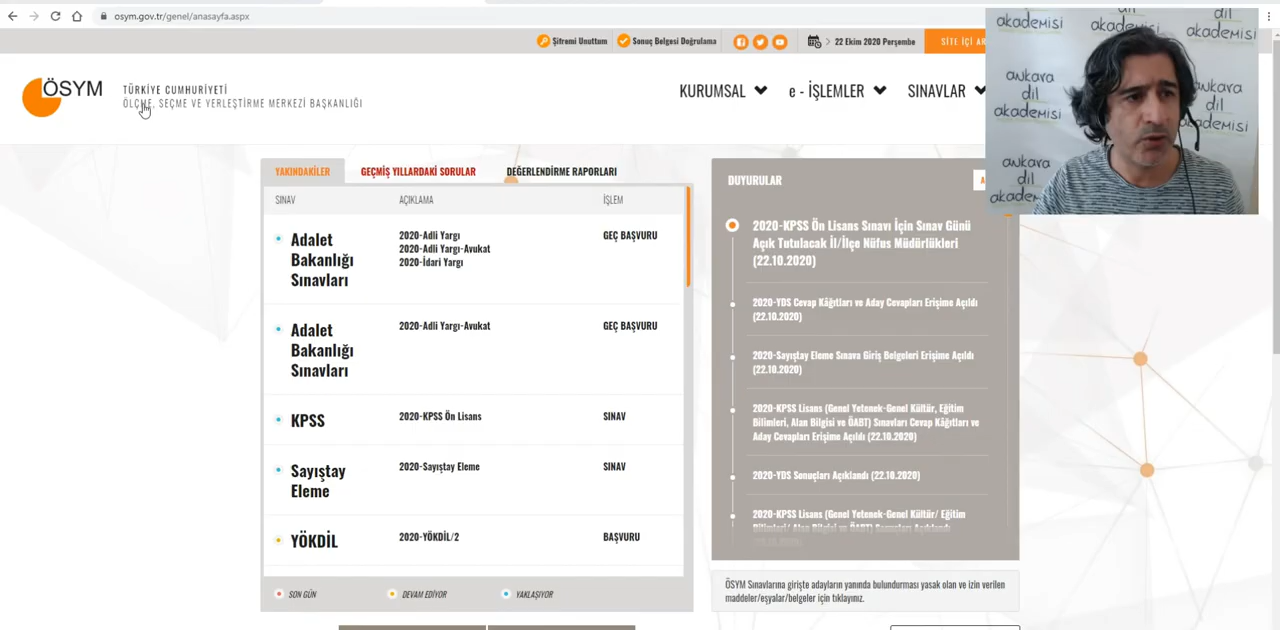 osym.gov.tr/genel/anasayfa.aspx
Şifremi Unuttum
Sonuç Belgesi Doğrulama
22 Ekim 2020 Perşembe
SİTE İÇİ AR
ÖSYM
TÜRKİYE CUMHURİYETİ
ÖLÇME, SEÇME VE YERLEŞTİRME MERKEZİ BAŞKANLIĞI
KURUMSAL
e - İŞLEMLER
SINAVLAR
YAKINDAKİLER
GEÇMİŞ YILLARDAKİ SORULAR
DEĞERLENDİRME RAPORLARI
SINAV
AÇIKLAMA
İŞLEM
Adalet
Bakanlığı
Sınavları
2020-Adli Yargı
2020-Adli Yargı-Avukat
2020-İdari Yargı
GEÇ BAŞVURU
Adalet
Bakanlığı
Sınavları
2020-Adli Yargı-Avukat
GEÇ BAŞVURU
KPSS
2020-KPSS Ön Lisans
SINAV
Sayıştay
Eleme
2020-Sayıştay Eleme
SINAV
YÖKDİL
2020-YÖKDİL/2
BAŞVURU
SON GÜN
DEVAM EDİYOR
YAKLAŞIYOR
DUYURULAR
2020-KPSS Ön Lisans Sınavı İçin Sınav Günü
Açık Tutulacak İl/İlçe Nüfus Müdürlükleri
(22.10.2020)
2020-YDS Cevap Kâğıtları ve Aday Cevapları Erişime Açıldı
(22.10.2020)
2020-Sayıştay Eleme Sınava Giriş Belgeleri Erişime Açıldı
(22.10.2020)
2020-KPSS Lisans (Genel Yetenek-Genel Kültür, Eğitim
Bilimleri, Alan Bilgisi ve ÖABT) Sınavları Cevap Kâğıtları ve
Aday Cevapları Erişime Açıldı (22.10.2020)
2020-YDS Sonuçları Açıklandı (22.10.2020)
2020-KPSS Lisans (Genel Yetenek-Genel Kültür/ Eğitim
Bilimleri/ Alan Bilgisi ve ÖABT) Sonuçları Açıklandı
ÖSYM Sınavlarına girişte adayların yanında bulundurması yasak olan ve izin verilen
maddeler/eşyalar/belgeler için tıklayınız.
ankara
dil
akademisi
ankara
dil
akademisi
ankara
dil
akademisi
ankara
dil
akademisi
ankara
dil
akademisi